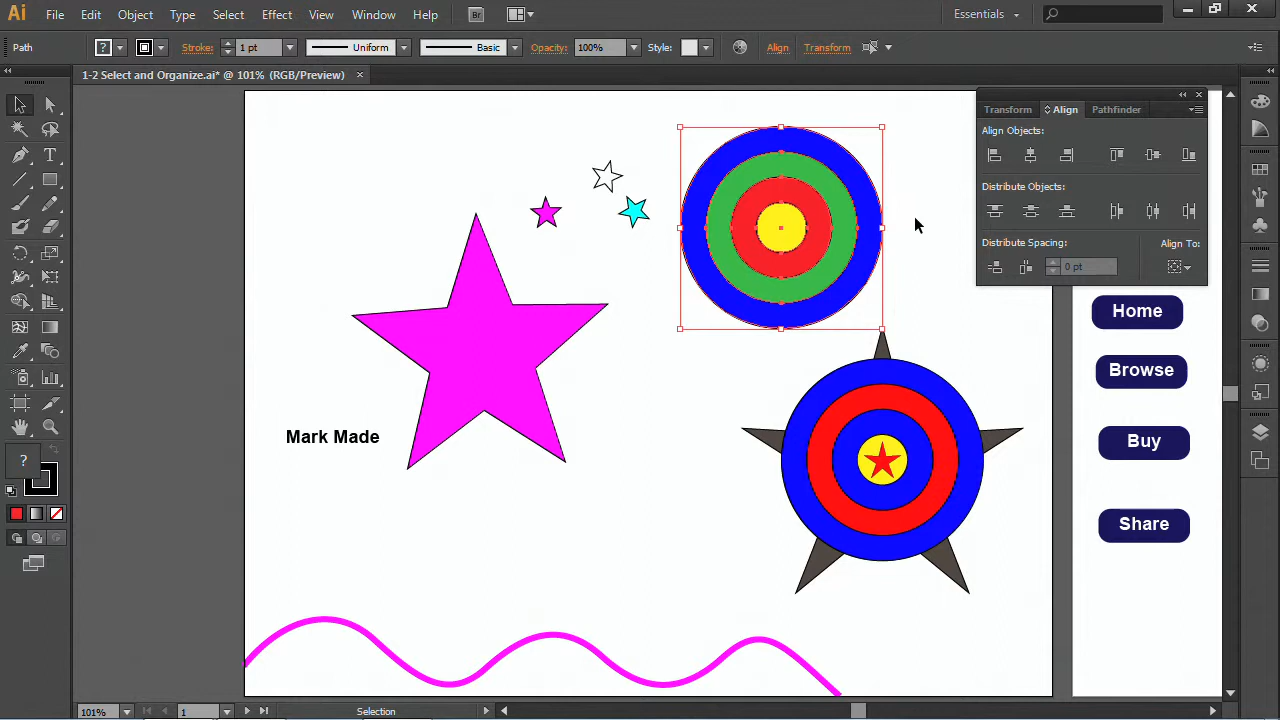 Ai File Edit Object Type Select Effect View Window Help Br Essentials
Path ? Stroke: 1 pt Uniform Basic Opacity: 100% Style: Align Transform
1-2 Select and Organize.ai* @ 101% (RGB/Preview)
Transform Align Pathfinder
Align Objects:
Distribute Objects:
Distribute Spacing: Align To:
0 pt
Home
Browse
Mark Made
Buy
?
Share
101% 1 Selection